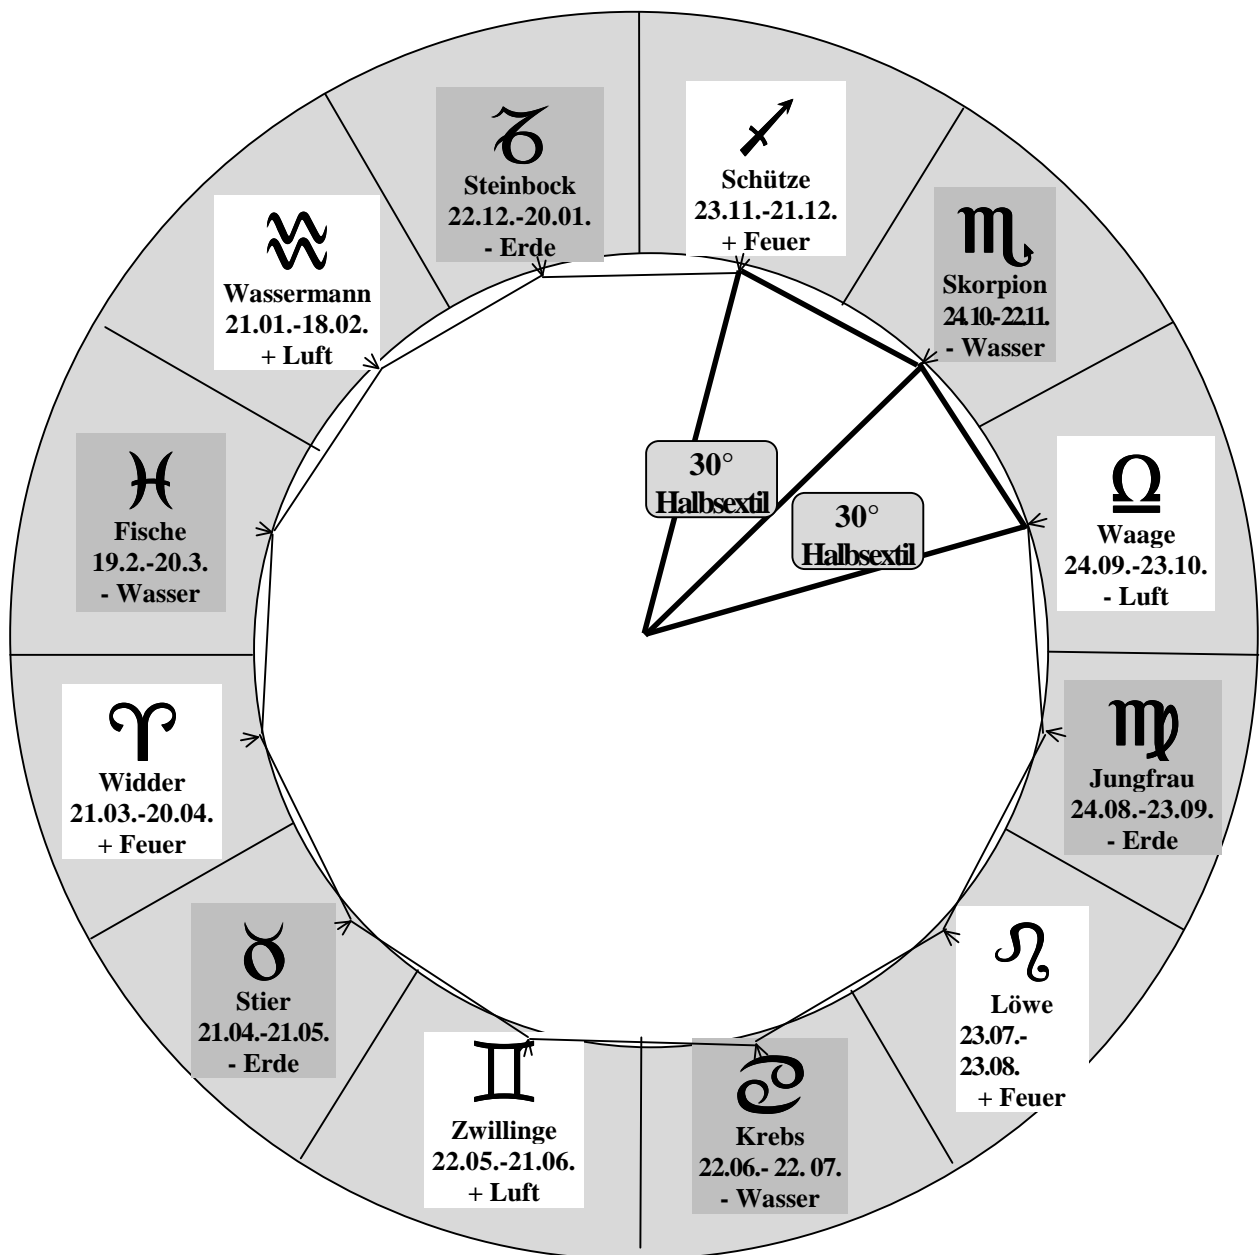 Steinbock
22.12.-20.01.
- Erde
Schütze
23.11.-21.12.
+ Feuer
Skorpion
24.10.-22.11.
- Wasser
Wassermann
21.01.-18.02.
+ Luft
30°
Halbsextil
30°
Halbsextil
Waage
24.09.-23.10.
- Luft
Fische
19.2.-20.3.
- Wasser
Widder
21.03.-20.04.
+ Feuer
Jungfrau
24.08.-23.09.
- Erde
Stier
21.04.-21.05.
- Erde
Löwe
23.07.-
23.08.
+ Feuer
Zwillinge
22.05.-21.06.
+ Luft
Krebs
22.06.- 22. 07.
- Wasser